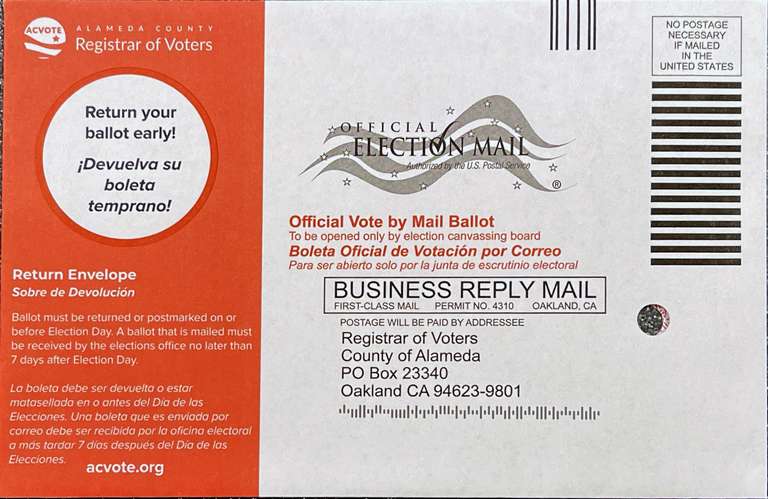 ACVOTE
ALAMEDA COUNTY
Registrar of Voters
Return your
ballot early!
¡Devuelva su
boleta
temprano!
Return Envelope
Sobre de Devolución
Ballot must be returned or postmarked on or
before Election Day. A ballot that is mailed must
be received by the elections office no later than
7 days after Election Day.
La boleta debe ser devuelta o estar
matasellada en o antes del Día de las
Elecciones. Una boleta que es enviada por
correo debe ser recibida por la oficina electoral
a más tardar 7 días después del Día de las
Elecciones.
acvote.org
NO POSTAGE
NECESSARY
IF MAILED
IN THE
UNITED STATES
OFFICIAL
ELECTION MAIL
Authorized by the U.S. Postal Service
®
Official Vote by Mail Ballot
To be opened only by election canvassing board
Boleta Oficial de Votación por Correo
Para ser abierto solo por la junta de escrutinio electoral
BUSINESS REPLY MAIL
FIRST-CLASS MAIL PERMIT NO. 4310 OAKLAND, CA
POSTAGE WILL BE PAID BY ADDRESSEE
Registrar of Voters
County of Alameda
PO Box 23340
Oakland CA 94623-9801